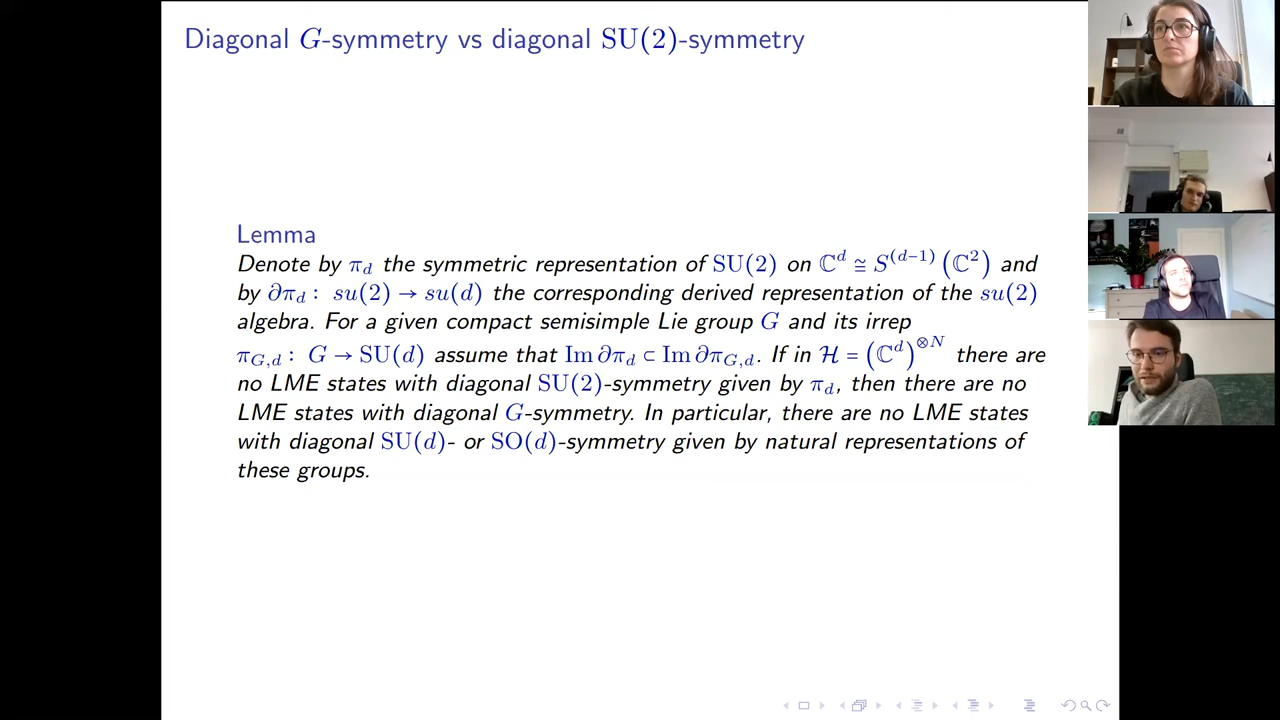 Diagonal G-symmetry vs diagonal SU(2)-symmetry
Lemma
Denote by π_d the symmetric representation of SU(2) on ℂ^d ≅ S^(d−1)(ℂ^2) and
by ∂π_d : su(2) → su(d) the corresponding derived representation of the su(2)
algebra. For a given compact semisimple Lie group G and its irrep
π_{G,d} : G → SU(d) assume that Im ∂π_d ⊂ Im ∂π_{G,d}. If in ℋ = (ℂ^d)^{⊗N} there are
no LME states with diagonal SU(2)-symmetry given by π_d, then there are no
LME states with diagonal G-symmetry. In particular, there are no LME states
with diagonal SU(d)- or SO(d)-symmetry given by natural representations of
these groups.